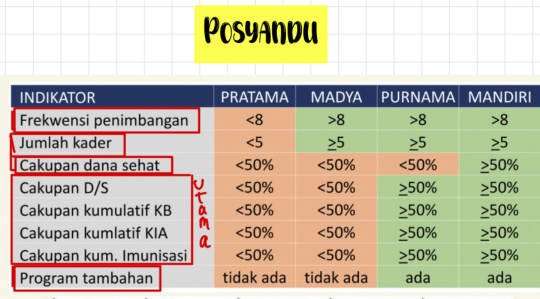 POSYANDU
INDIKATOR PRATAMA MADYA PURNAMA MANDIRI
Frekwensi penimbangan <8 >8 >8 >8
Jumlah kader <5 ≥5 ≥5 ≥5
Cakupan dana sehat <50% <50% <50% ≥50%
Cakupan D/S <50% <50% ≥50% ≥50%
Cakupan kumulatif KB <50% <50% ≥50% ≥50%
Cakupan kumlatif KIA <50% <50% ≥50% ≥50%
Cakupan kum. Imunisasi <50% <50% ≥50% ≥50%
Program tambahan tidak ada tidak ada ada ada
utama